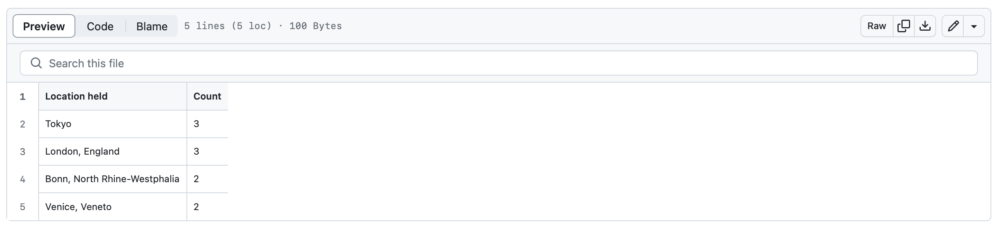 Preview Code Blame 5 lines (5 loc) · 100 Bytes Raw
Search this file
1 Location held Count
2 Tokyo 3
3 London, England 3
4 Bonn, North Rhine-Westphalia 2
5 Venice, Veneto 2